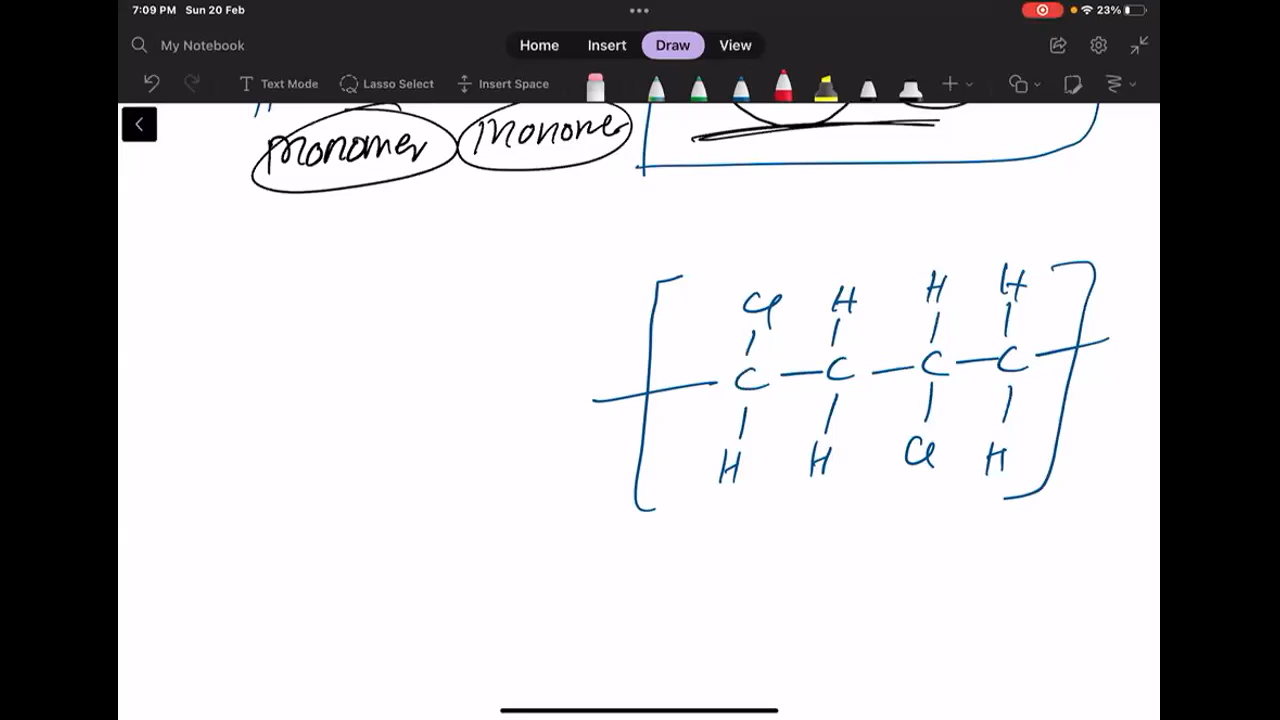 7:09 PM Sun 20 Feb 23%
My Notebook Home Insert Draw View
Text Mode Lasso Select Insert Space
monomer monomer
Cl H H H
C C C C
H H Cl H